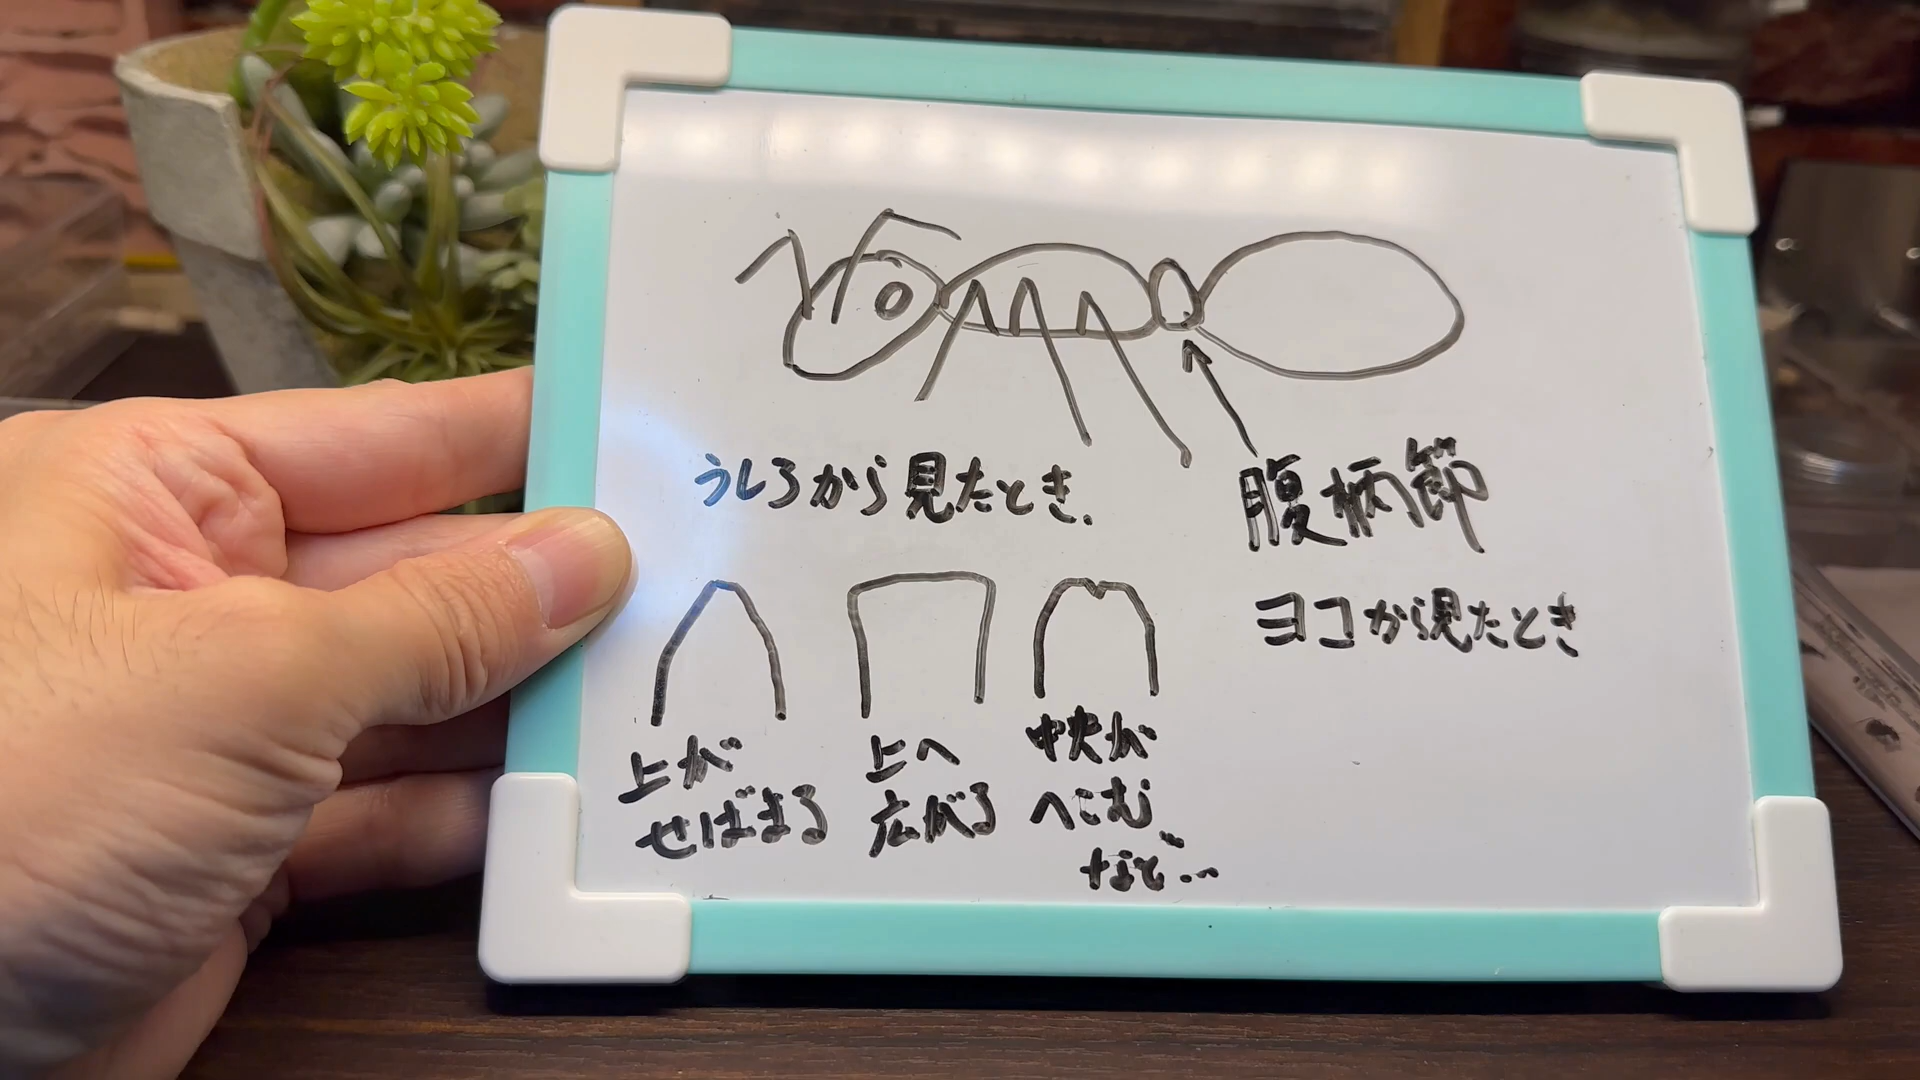 うしろから見たとき.
腹柄節
ヨコから見たとき
上が
せばまる
上へ
広がる
中央が
へこむ
など…